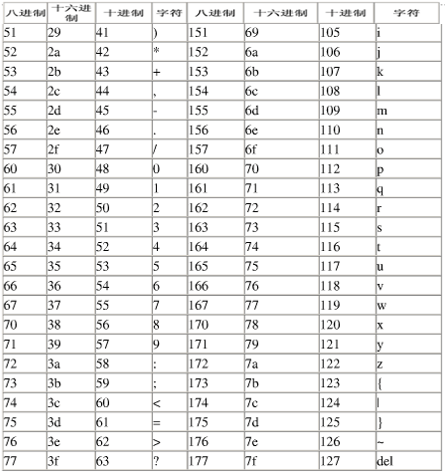 八进制 十六进制 十进制 字符 八进制 十六进制 十进制 字符
51 29 41 ) 151 69 105 i
52 2a 42 * 152 6a 106 j
53 2b 43 + 153 6b 107 k
54 2c 44 , 154 6c 108 l
55 2d 45 - 155 6d 109 m
56 2e 46 . 156 6e 110 n
57 2f 47 / 157 6f 111 o
60 30 48 0 160 70 112 p
61 31 49 1 161 71 113 q
62 32 50 2 162 72 114 r
63 33 51 3 163 73 115 s
64 34 52 4 164 74 116 t
65 35 53 5 165 75 117 u
66 36 54 6 166 76 118 v
67 37 55 7 167 77 119 w
70 38 56 8 170 78 120 x
71 39 57 9 171 79 121 y
72 3a 58 : 172 7a 122 z
73 3b 59 ; 173 7b 123 {
74 3c 60 < 174 7c 124 |
75 3d 61 = 175 7d 125 }
76 3e 62 > 176 7e 126 ~
77 3f 63 ? 177 7f 127 del